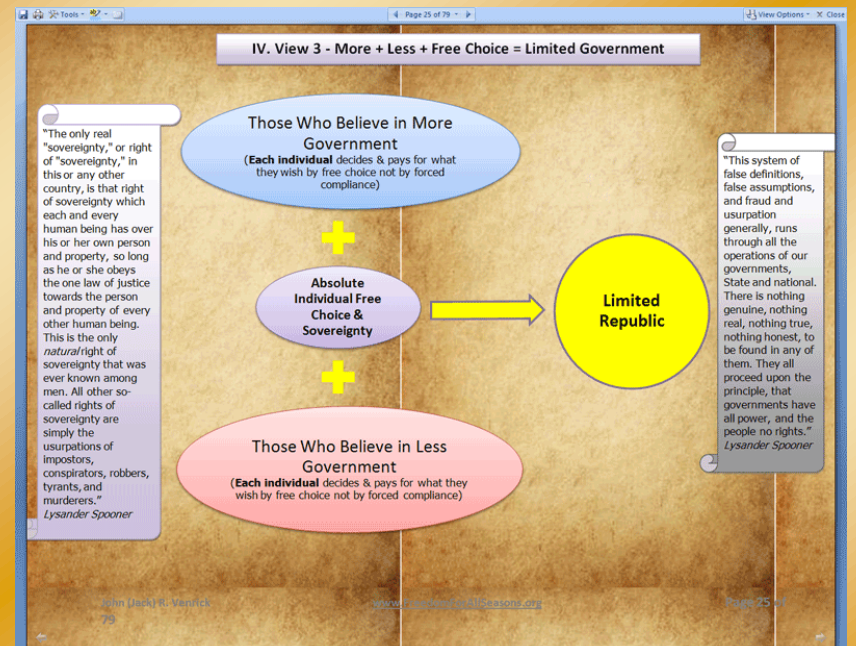 Tools
Page 25 of 79
View Options
X Close
IV. View 3 - More + Less + Free Choice = Limited Government
"The only real
"sovereignty," or right
of "sovereignty," in
this or any other
country, is that right
of sovereignty which
each and every
human being has over
his or her own person
and property, so long
as he or she obeys
the one law of justice
towards the person
and property of every
other human being.
This is the only
natural right of
sovereignty that was
ever known among
men. All other so-
called rights of
sovereignty are
simply the
usurpations of
impostors,
conspirators, robbers,
tyrants, and
murderers."
Lysander Spooner
Those Who Believe in More
Government
(Each individual decides & pays for what
they wish by free choice not by forced
compliance)
Absolute
Individual Free
Choice &
Sovereignty
Those Who Believe in Less
Government
(Each individual decides & pays for what they
wish by free choice not by forced compliance)
Limited
Republic
"This system of
false definitions,
false assumptions,
and fraud and
usurpation
generally, runs
through all the
operations of our
governments,
State and national.
There is nothing
genuine, nothing
real, nothing true,
nothing honest, to
be found in any of
them. They all
proceed upon the
principle, that
governments have
all power, and the
people no rights."
Lysander Spooner
John (Jack) R. Venrick
Page 25 of
79